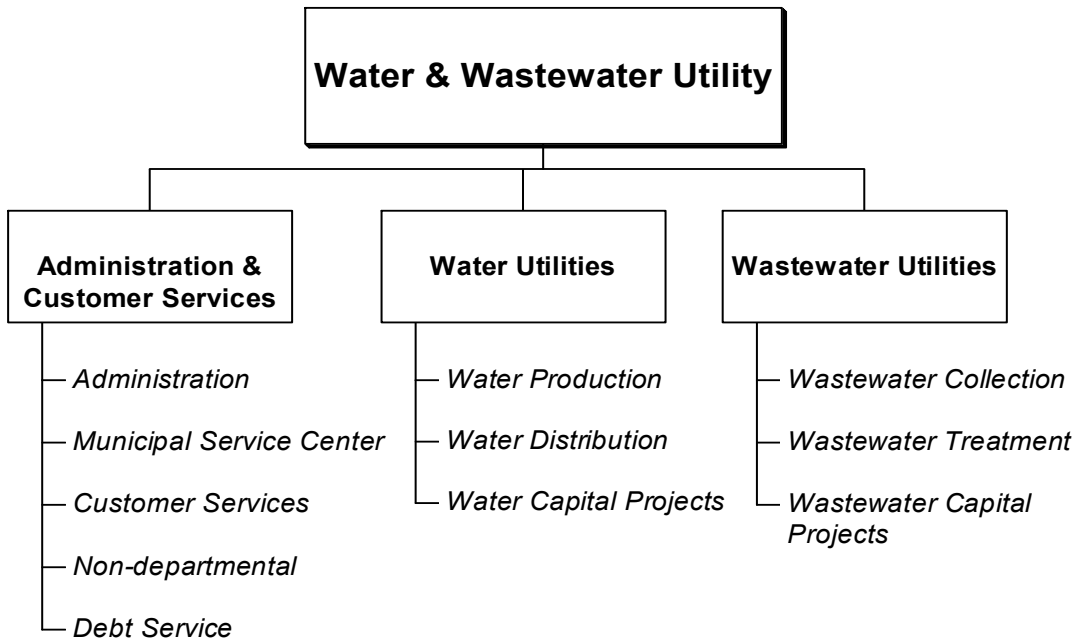 Water & Wastewater Utility
Administration &
Customer Services
Water Utilities
Wastewater Utilities
Administration
Municipal Service Center
Customer Services
Non-departmental
Debt Service
Water Production
Water Distribution
Water Capital Projects
Wastewater Collection
Wastewater Treatment
Wastewater Capital
Projects